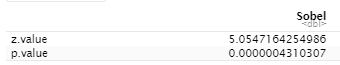 Sobel
<dbl>
z.value 5.0547164254986
p.value 0.0000004310307